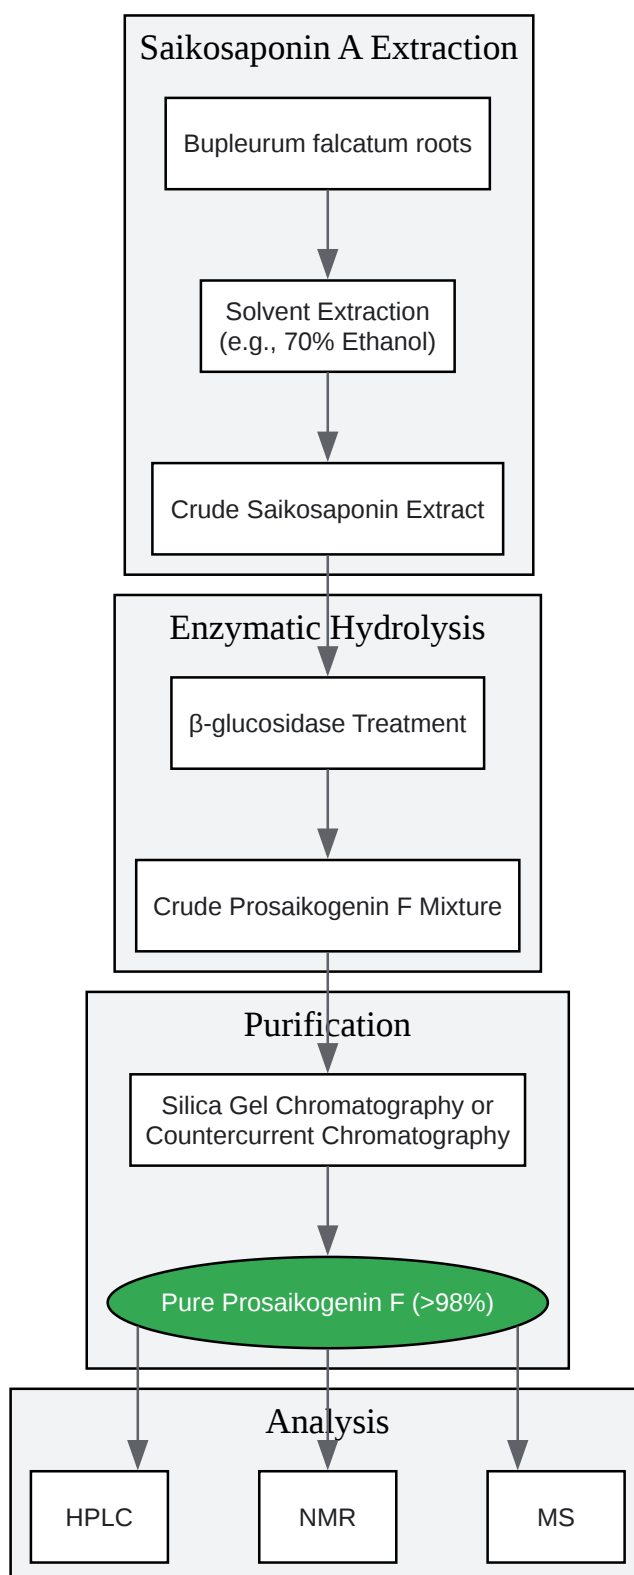 Saikosaponin A Extraction
Bupleurum falcatum roots
Solvent Extraction
(e.g., 70% Ethanol)
Crude Saikosaponin Extract
Enzymatic Hydrolysis
β-glucosidase Treatment
Crude Prosaikogenin F Mixture
Purification
Silica Gel Chromatography or
Countercurrent Chromatography
Pure Prosaikogenin F (>98%)
Analysis
HPLC
NMR
MS